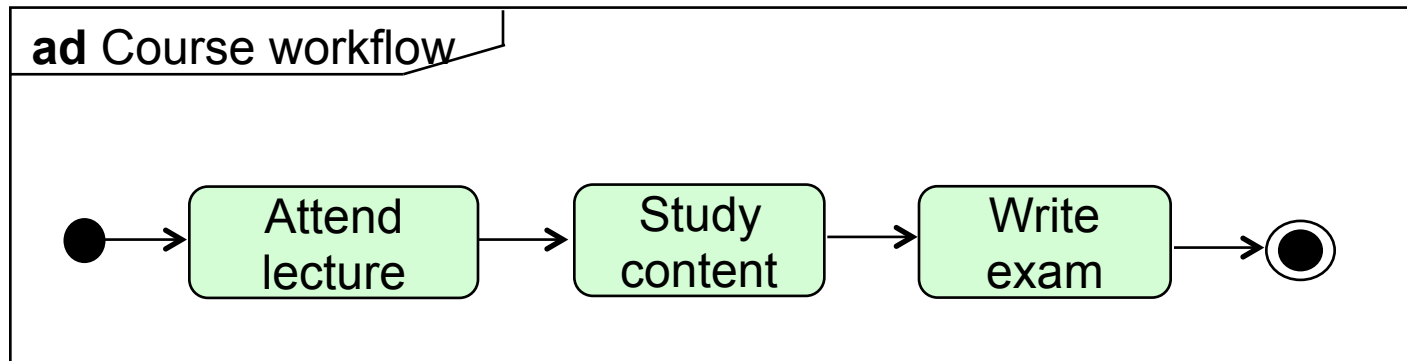 ad Course workflow
Attend
lecture
Study
content
Write
exam